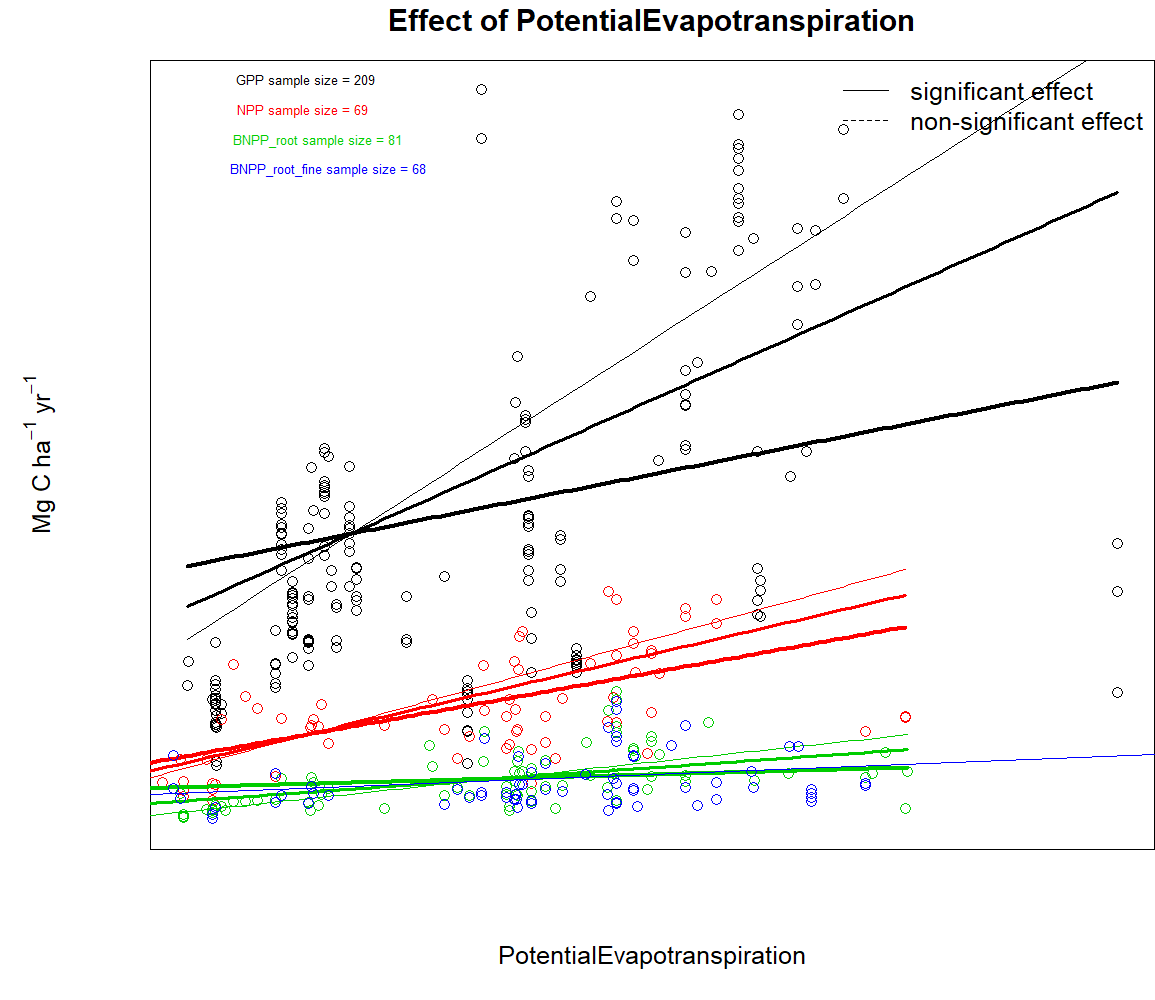 Effect of PotentialEvapotranspiration
GPP sample size = 209
NPP sample size = 69
BNPP_root sample size = 81
BNPP_root_fine sample size = 68
significant effect
non-significant effect
Mg C ha⁻¹ yr⁻¹
PotentialEvapotranspiration